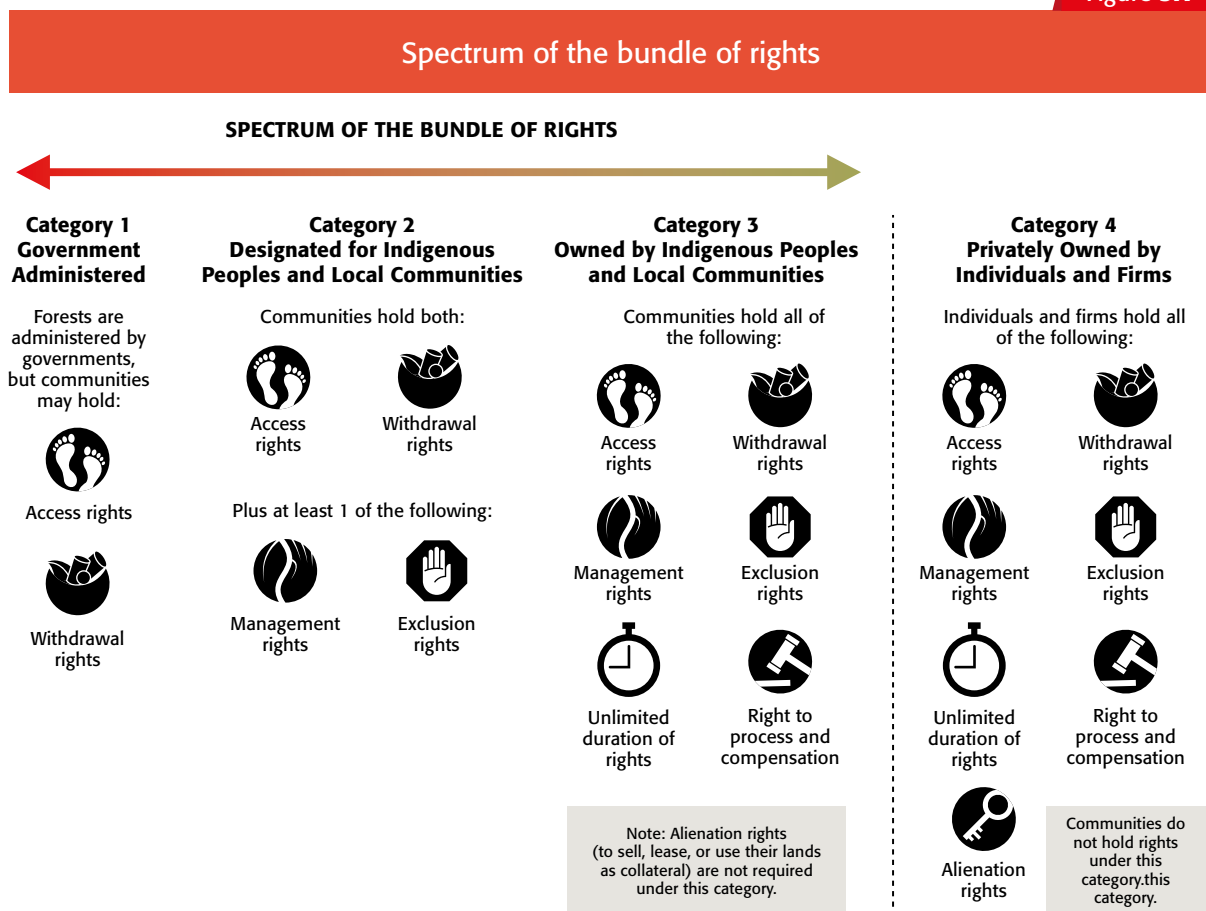 Spectrum of the bundle of rights
SPECTRUM OF THE BUNDLE OF RIGHTS
Category 1
Government
Administered
Forests are
administered by
governments,
but communities
may hold:
Access rights
Withdrawal
rights
Category 2
Designated for Indigenous
Peoples and Local Communities
Communities hold both:
Access
rights
Withdrawal
rights
Plus at least 1 of the following:
Management
rights
Exclusion
rights
Category 3
Owned by Indigenous Peoples
and Local Communities
Communities hold all of
the following:
Access
rights
Withdrawal
rights
Management
rights
Exclusion
rights
Unlimited
duration of
rights
Right to
process and
compensation
Note: Alienation rights
(to sell, lease, or use their lands
as collateral) are not required
under this category.
Category 4
Privately Owned by
Individuals and Firms
Individuals and firms hold all
of the following:
Access
rights
Withdrawal
rights
Management
rights
Exclusion
rights
Unlimited
duration of
rights
Right to
process and
compensation
Alienation
rights
Communities do
not hold rights
under this
category.this
category.